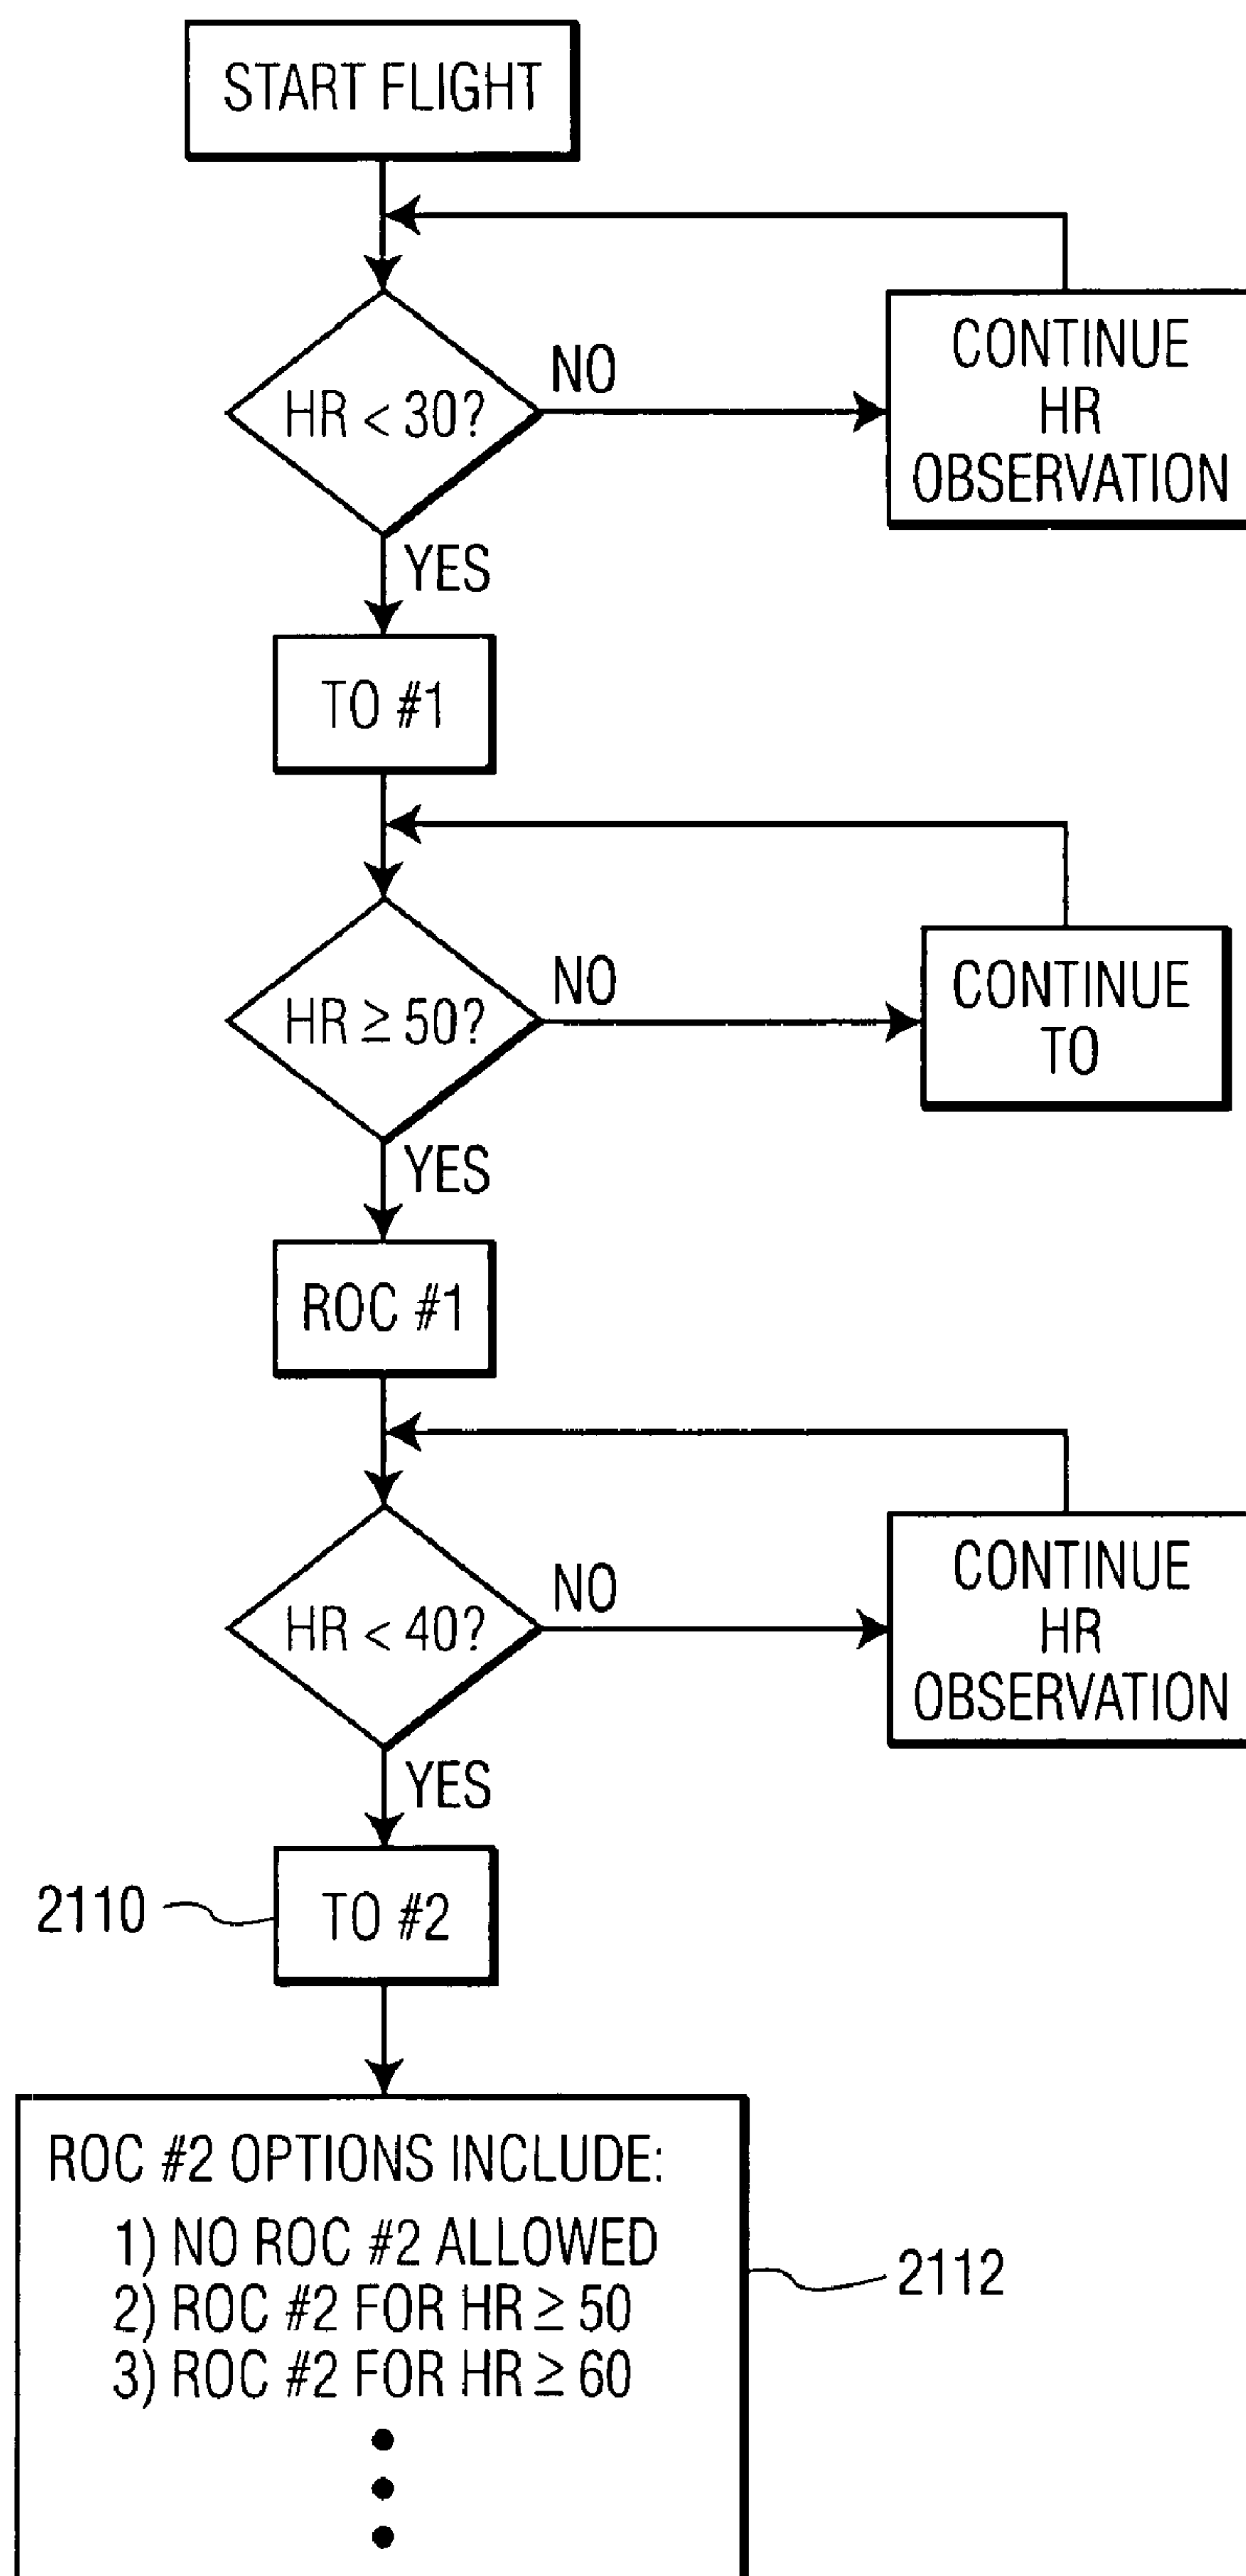 START FLIGHT
HR < 30?
NO
CONTINUE
HR
OBSERVATION
YES
TO #1
HR ≥ 50?
NO
CONTINUE
TO
YES
ROC #1
HR < 40?
NO
CONTINUE
HR
OBSERVATION
YES
2110
TO #2
ROC #2 OPTIONS INCLUDE:
1) NO ROC #2 ALLOWED
2) ROC #2 FOR HR ≥ 50
3) ROC #2 FOR HR ≥ 60
2112